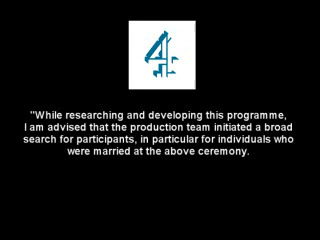 4
"While researching and developing this programme,
I am advised that the production team initiated a broad
search for participants, in particular for individuals who
were married at the above ceremony.